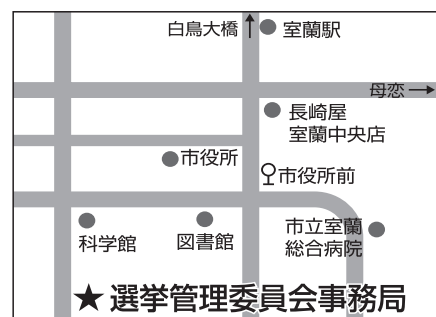 白鳥大橋
室蘭駅
母恋
長崎屋
室蘭中央店
市役所
市役所前
科学館
図書館
市立室蘭
総合病院
★選挙管理委員会事務局